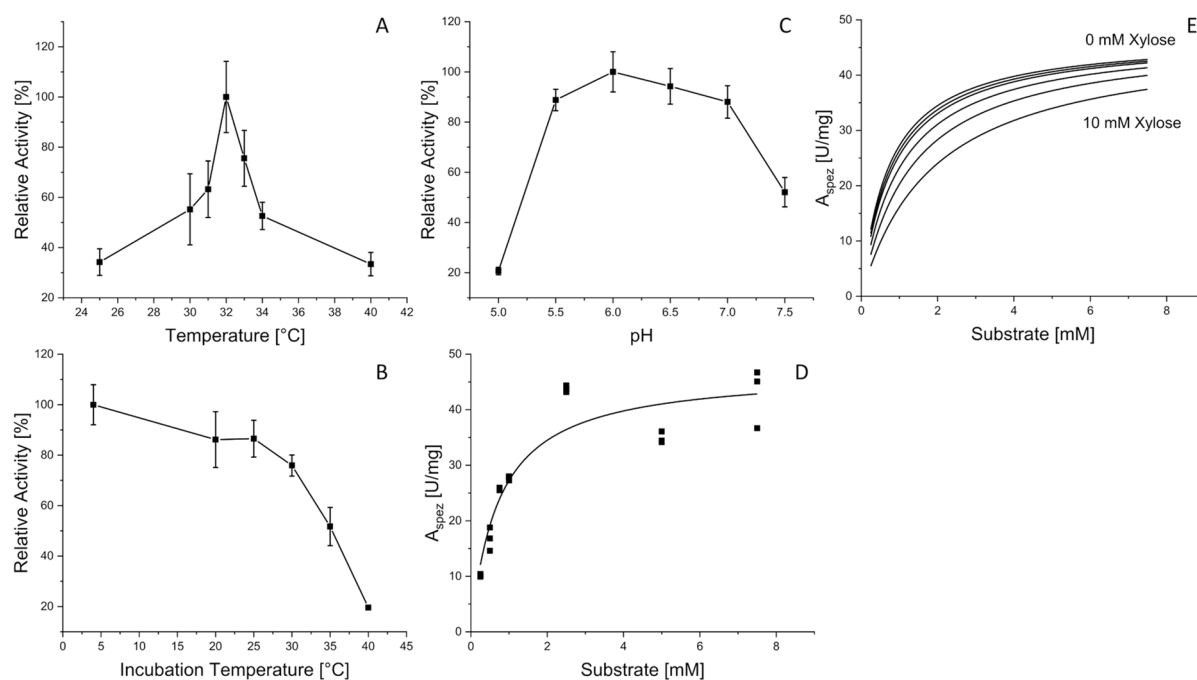 A
Relative Activity [%]
120
100
80
60
40
20
24 26 28 30 32 34 36 38 40 42
Temperature [°C]
C
Relative Activity [%]
120
100
80
60
40
20
5.0 5.5 6.0 6.5 7.0 7.5
pH
E
A_spez [U/mg]
50
40
30
20
10
0
0 mM Xylose
10 mM Xylose
0 2 4 6 8
Substrate [mM]
B
Relative Activity [%]
120
100
80
60
40
20
0 5 10 15 20 25 30 35 40 45
Incubation Temperature [°C]
D
A_spez [U/mg]
50
40
30
20
10
0
0 2 4 6 8
Substrate [mM]